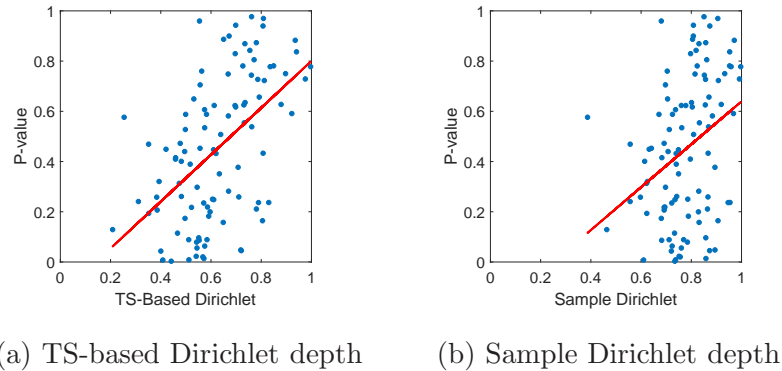 P-value
1
0.8
0.6
0.4
0.2
0
0 0.2 0.4 0.6 0.8 1
TS-Based Dirichlet
P-value
1
0.8
0.6
0.4
0.2
0
0 0.2 0.4 0.6 0.8 1
Sample Dirichlet
(a) TS-based Dirichlet depth
(b) Sample Dirichlet depth